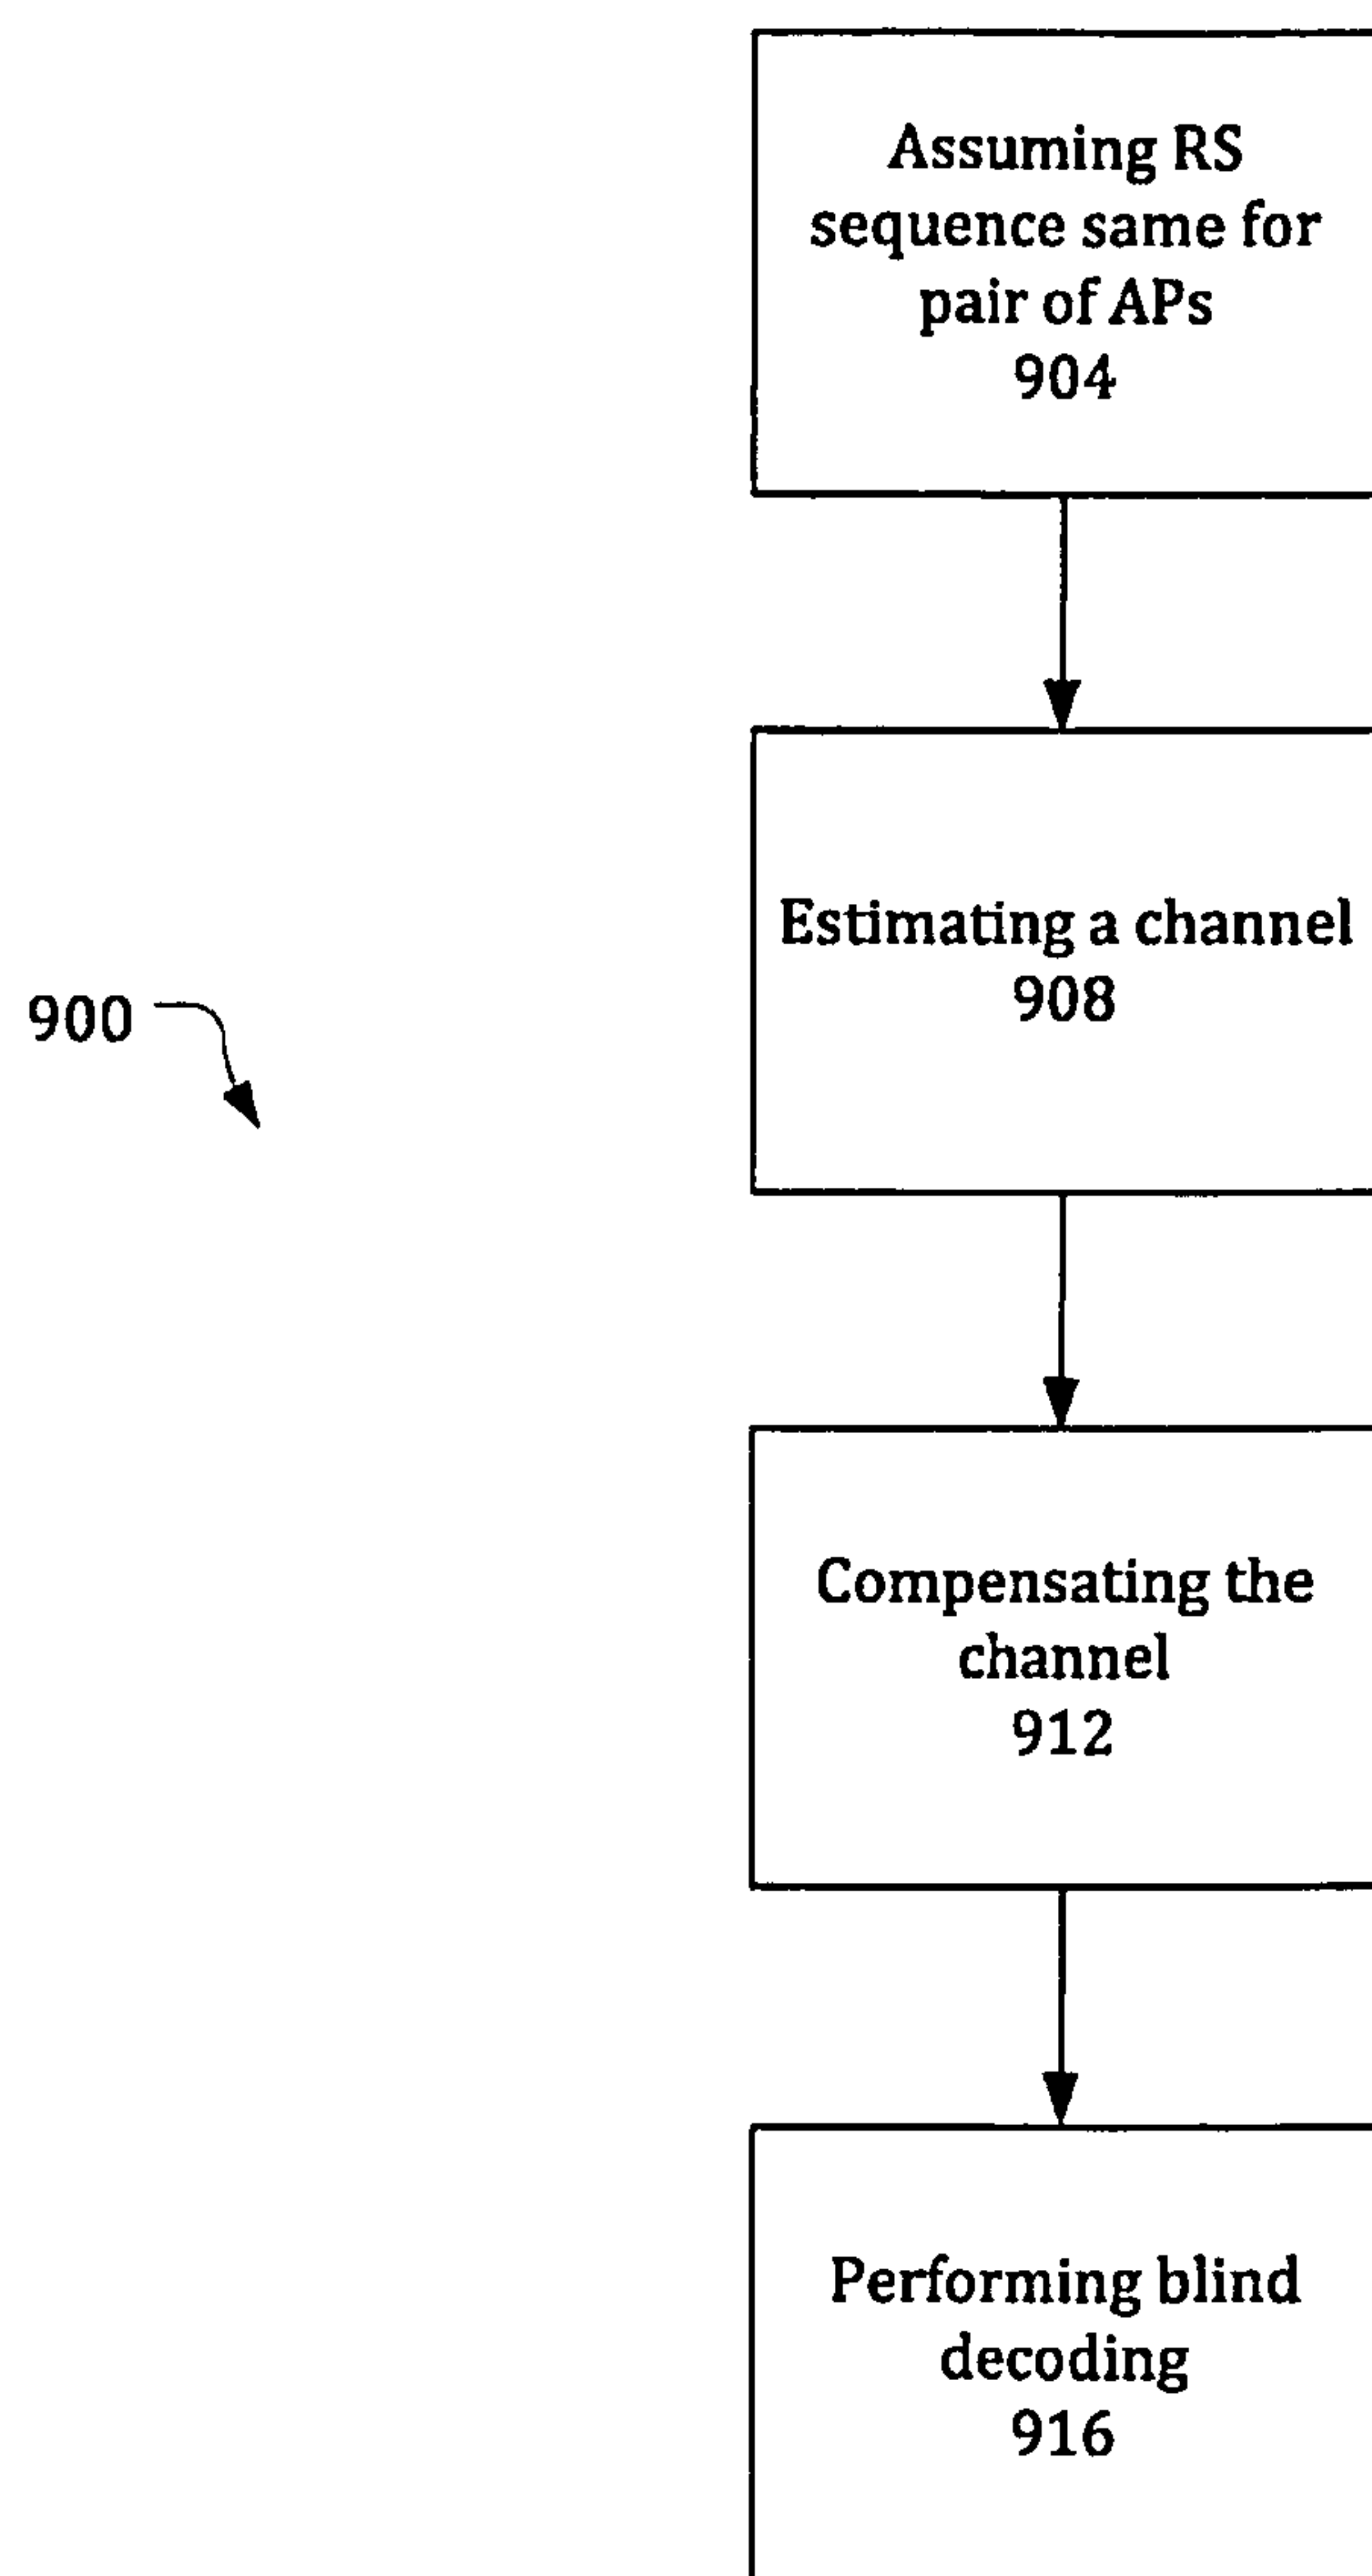 Assuming RS
sequence same for
pair of APs
904
Estimating a channel
908
900
Compensating the
channel
912
Performing blind
decoding
916